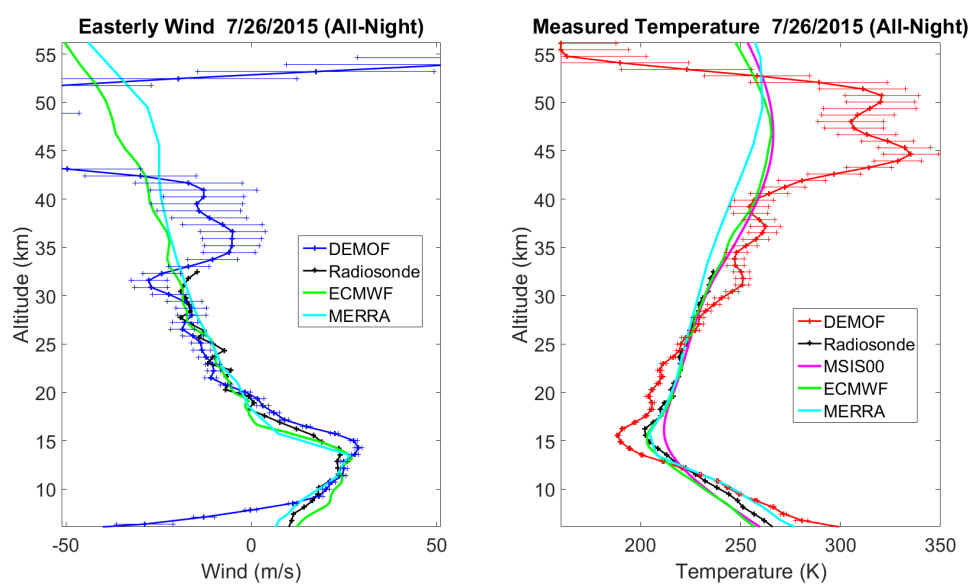 Easterly Wind 7/26/2015 (All-Night)
55
50
45
40
35
30
25
20
15
10
Altitude (km)
-50
0
50
Wind (m/s)
DEMOF
Radiosonde
ECMWF
MERRA
Measured Temperature 7/26/2015 (All-Night)
55
50
45
40
35
30
25
20
15
10
Altitude (km)
200
250
300
350
Temperature (K)
DEMOF
Radiosonde
MSIS00
ECMWF
MERRA